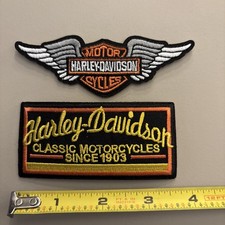 MOTOR
HARLEY-DAVIDSON
CYCLES
Harley-Davidson
CLASSIC MOTORCYCLES
SINCE 1903
1 2 3 4